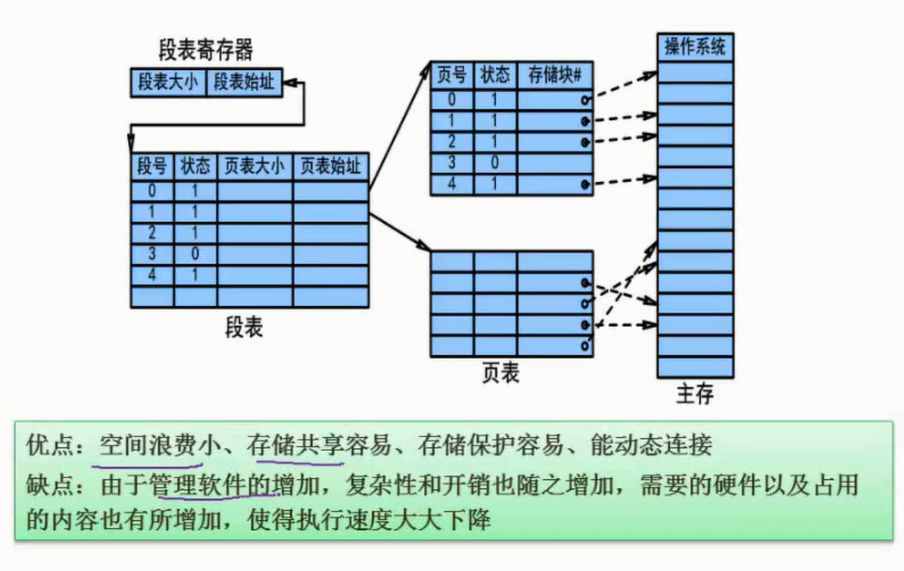 段表寄存器
段表大小 段表始址
段号 状态 页表大小 页表始址
0 1
1 1
2 1
3 0
4 1
段表
页号 状态 存储块#
0 1
1 1
2 1
3 0
4 1
页表
操作系统
主存
优点：空间浪费小、存储共享容易、存储保护容易、能动态连接
缺点：由于管理软件的增加，复杂性和开销也随之增加，需要的硬件以及占用
的内容也有所增加，使得执行速度大大下降